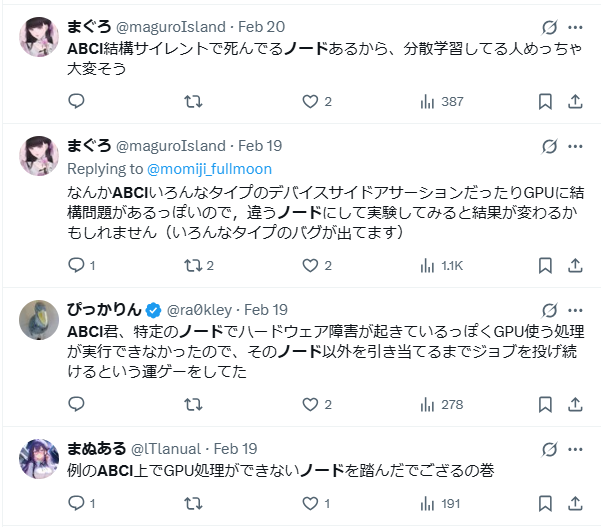 まぐろ @maguroIsland · Feb 20
ABCI結構サイレントで死んでるノードあるから、分散学習してる人めっちゃ
大変そう
2 387
まぐろ @maguroIsland · Feb 19
Replying to @momiji_fullmoon
なんかABCIいろんなタイプのデバイスサイドアサーションだったりGPUに結
構問題があるっぽいので，違うノードにして実験してみると結果が変わるか
もしれません（いろんなタイプのバグが出てます）
1 2 2 1.1K
ぴっかりん @ra0kley · Feb 19
ABCI君、特定のノードでハードウェア障害が起きているっぽくGPU使う処理
が実行できなかったので、そのノード以外を引き当てるまでジョブを投げ続
けるという運ゲーをしてた
2 278
まぬある @lTlanual · Feb 19
例のABCI上でGPU処理ができないノードを踏んだでござるの巻
1 1 191